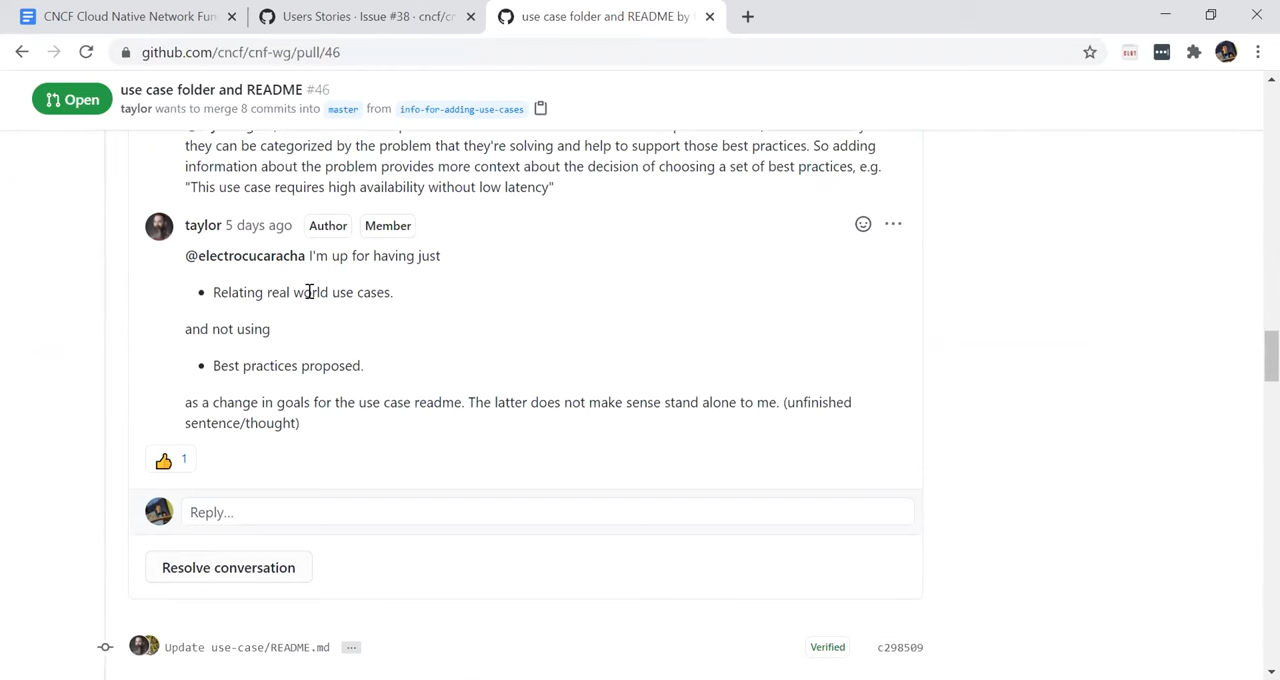 CNCF Cloud Native Network Fun
Users Stories · Issue #38 · cncf/cr
use case folder and README by
github.com/cncf/cnf-wg/pull/46
Open
use case folder and README #46
taylor wants to merge 8 commits into master from info-for-adding-use-cases
they can be categorized by the problem that they're solving and help to support those best practices. So adding
information about the problem provides more context about the decision of choosing a set of best practices, e.g.
"This use case requires high availability without low latency"
taylor 5 days ago Author Member
@electrocucaracha I'm up for having just
• Relating real world use cases.
and not using
• Best practices proposed.
as a change in goals for the use case readme. The latter does not make sense stand alone to me. (unfinished
sentence/thought)
1
Reply...
Resolve conversation
Update use-case/README.md ... Verified c298509